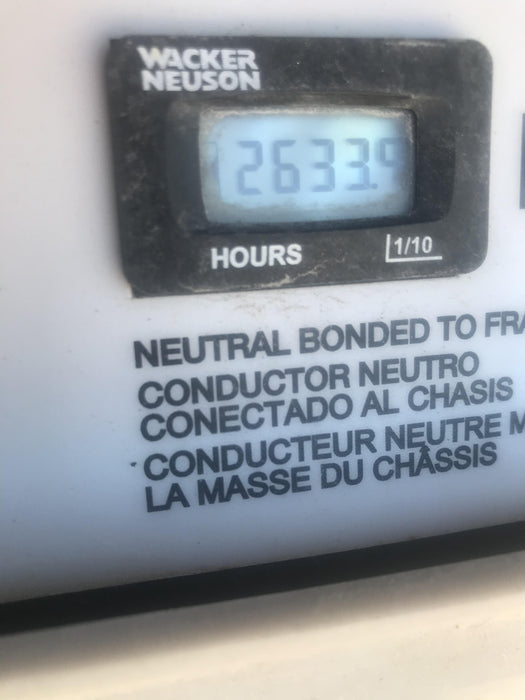 WACKER
NEUSON
2633.9
HOURS
1/10
NEUTRAL BONDED TO FRA
CONDUCTOR NEUTRO
CONECTADO AL CHASIS
CONDUCTEUR NEUTRE M
LA MASSE DU CHÂSSIS